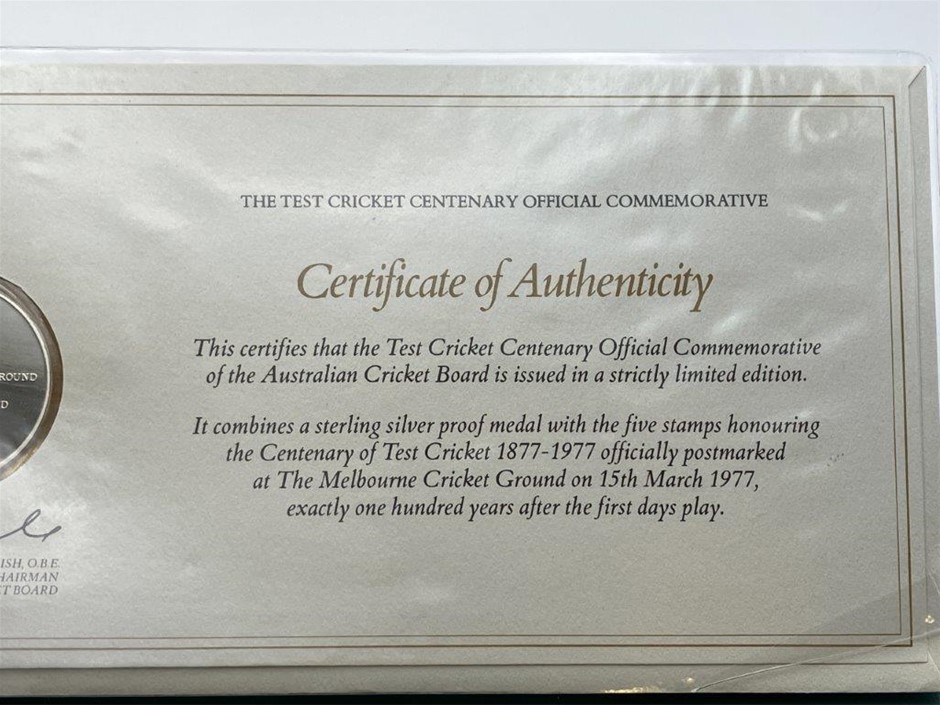 THE TEST CRICKET CENTENARY OFFICIAL COMMEMORATIVE
Certificate of Authenticity
This certifies that the Test Cricket Centenary Official Commemorative
of the Australian Cricket Board is issued in a strictly limited edition.
It combines a sterling silver proof medal with the five stamps honouring
the Centenary of Test Cricket 1877-1977 officially postmarked
at The Melbourne Cricket Ground on 15th March 1977,
exactly one hundred years after the first days play.
ROUND
D
ISH, O.B.E.
HAIRMAN
T BOARD